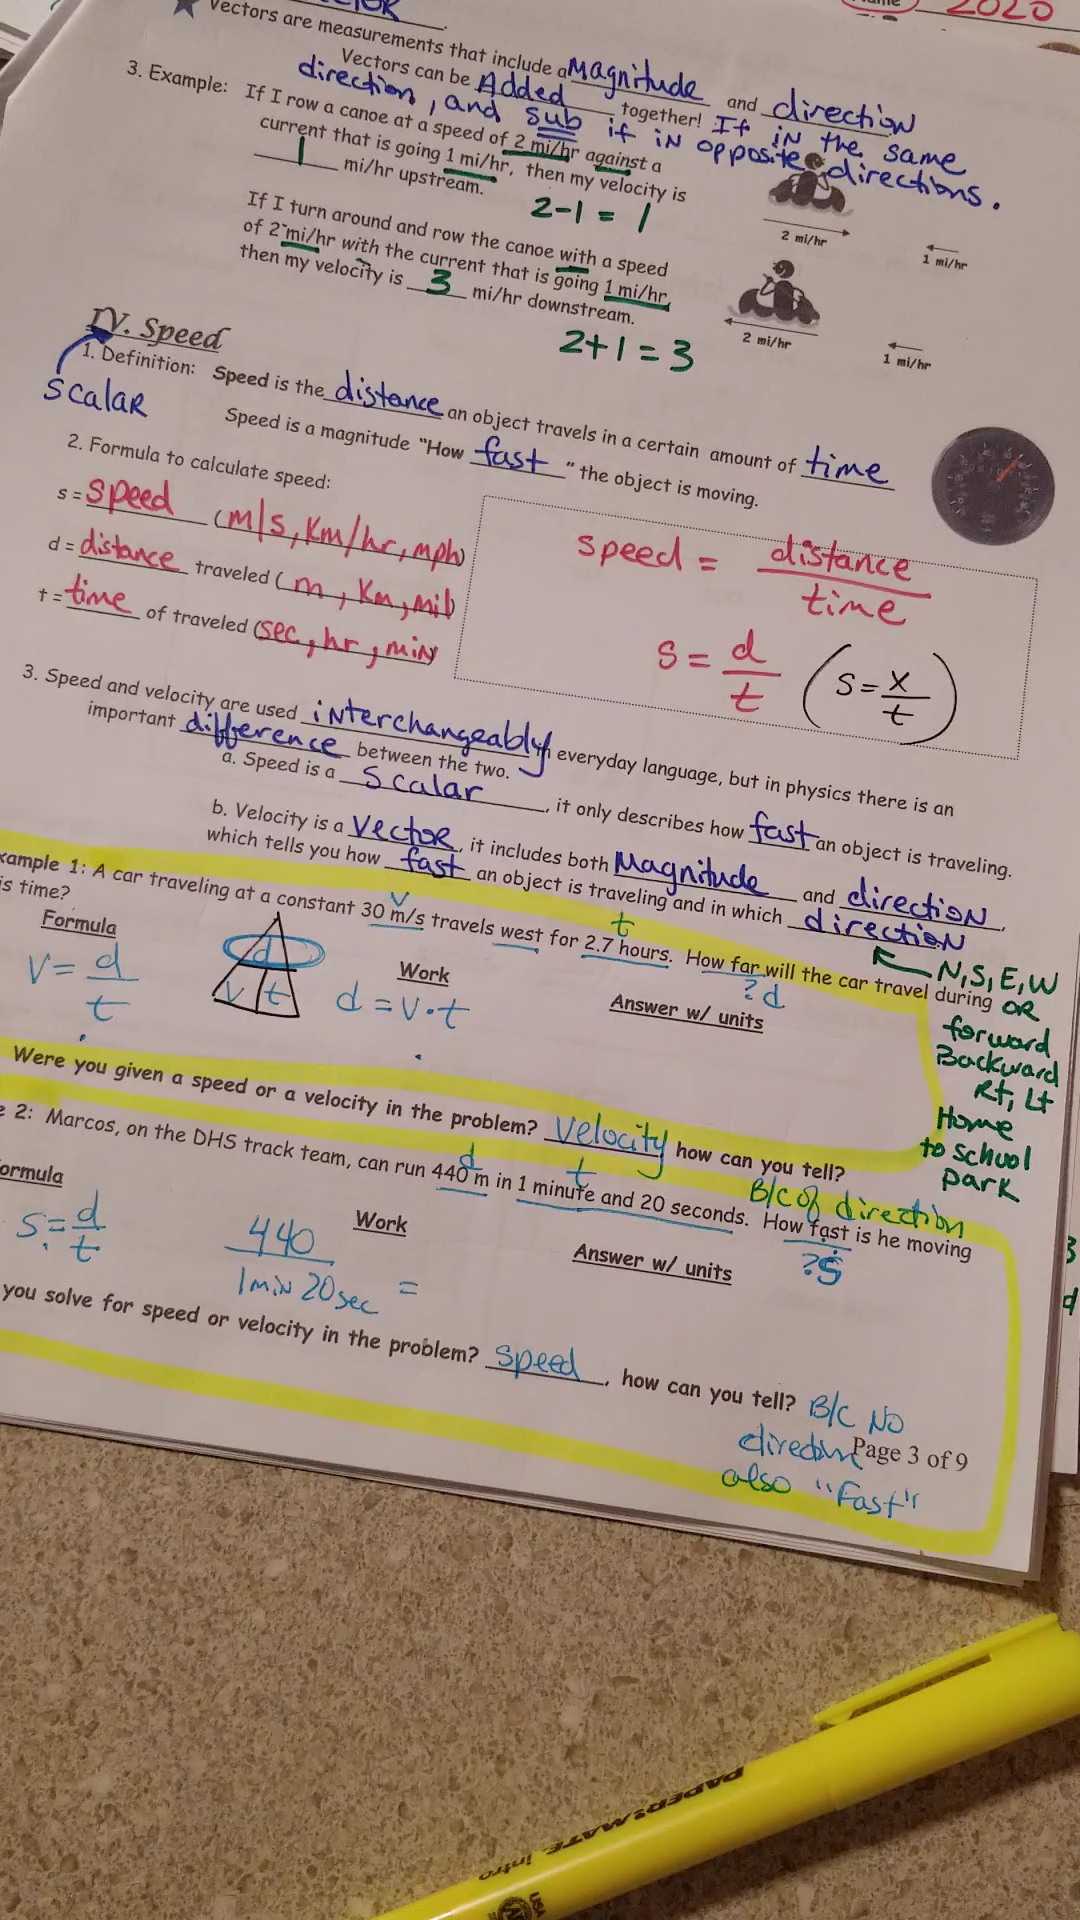 2020
Vectors are measurements that include a Magnitude and direction
Vectors can be Added together! If in the same
direction, and sub if in opposite directions.
3. Example: If I row a canoe at a speed of 2 mi/hr against a
current that is going 1 mi/hr, then my velocity is
1 mi/hr upstream.
2-1 = 1
2 mi/hr
1 mi/hr
If I turn around and row the canoe with a speed
of 2 mi/hr with the current that is going 1 mi/hr,
then my velocity is 3 mi/hr downstream.
2+1=3
2 mi/hr
1 mi/hr
IV. Speed
1. Definition: Speed is the distance an object travels in a certain amount of time
Scalar
Speed is a magnitude "How fast" the object is moving.
2. Formula to calculate speed:
s = speed (m/s, Km/hr, mph)
d = distance traveled (m, Km, mil)
t = time of traveled (sec, hr, min)
speed = distance / time
s = d/t (s = x/t)
3. Speed and velocity are used interchangeably in everyday language, but in physics there is an
important difference between the two.
a. Speed is a Scalar, it only describes how fast an object is traveling.
b. Velocity is a Vector, it includes both Magnitude and direction,
which tells you how fast an object is traveling and in which direction
N, S, E, W
OR
forward
Backward
Rt, Lt
Home
to school
park
xample 1: A car traveling at a constant 30 m/s travels west for 2.7 hours. How far will the car travel during
is time?
v
t
? d
Formula
Work
Answer w/ units
V = d/t
d
v t
d = v·t
Were you given a speed or a velocity in the problem? velocity how can you tell?
B/c of direction
e 2: Marcos, on the DHS track team, can run 440 m in 1 minute and 20 seconds. How fast is he moving
d
t
?S
ormula
Work
Answer w/ units
S = d/t
440
1 min 20 sec =
you solve for speed or velocity in the problem? speed, how can you tell? B/c No
direction
also "Fast"
Page 3 of 9
3
d
PAPER MATE intro
USA